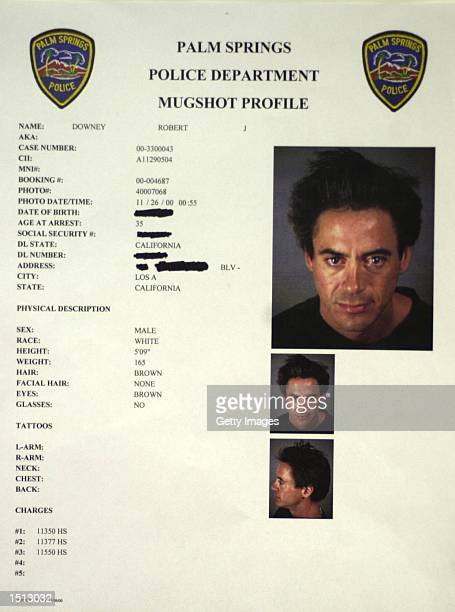 PALM SPRINGS
POLICE
PALM SPRINGS
POLICE DEPARTMENT
MUGSHOT PROFILE
PALM SPRINGS
POLICE
NAME: DOWNEY ROBERT J
AKA:
CASE NUMBER: 00-3300043
CII: A11290504
MNI#:
BOOKING #: 00-004687
PHOTO#: 40007068
PHOTO DATE/TIME: 11 / 26 / 00 00:55
DATE OF BIRTH:
AGE AT ARREST: 35
SOCIAL SECURITY #:
DL STATE: CALIFORNIA
DL NUMBER:
ADDRESS: BLV -
CITY: LOS A
STATE: CALIFORNIA
PHYSICAL DESCRIPTION
SEX: MALE
RACE: WHITE
HEIGHT: 5'09"
WEIGHT: 165
HAIR: BROWN
FACIAL HAIR: NONE
EYES: BROWN
GLASSES: NO
TATTOOS
L-ARM:
R-ARM:
NECK:
CHEST:
BACK:
CHARGES
#1: 11350 HS
#2: 11377 HS
#3: 11550 HS
#4:
#5:
gettyimages
Getty Images
1513032